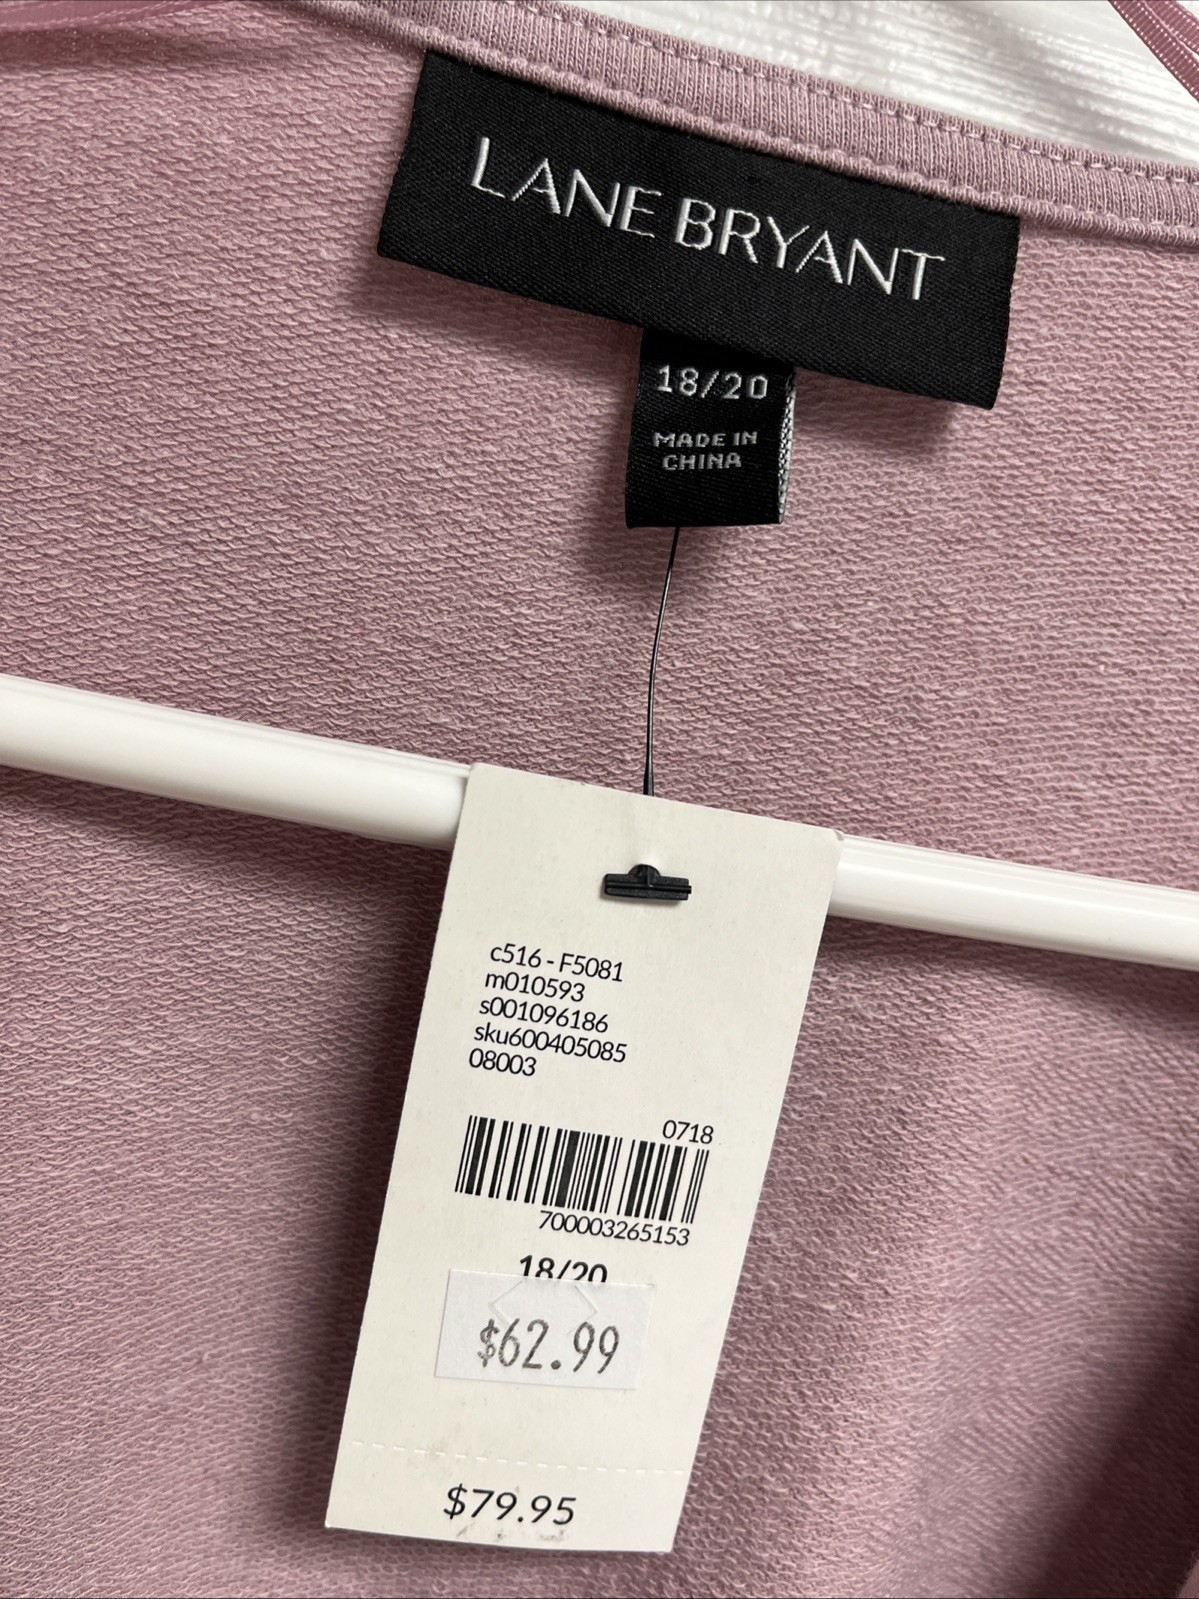 LANE BRYANT
18/20
MADE IN
CHINA
c516 - F5081
m010593
s001096186
sku600405085
08003
0718
700003265153
18/20
$62.99
$79.95